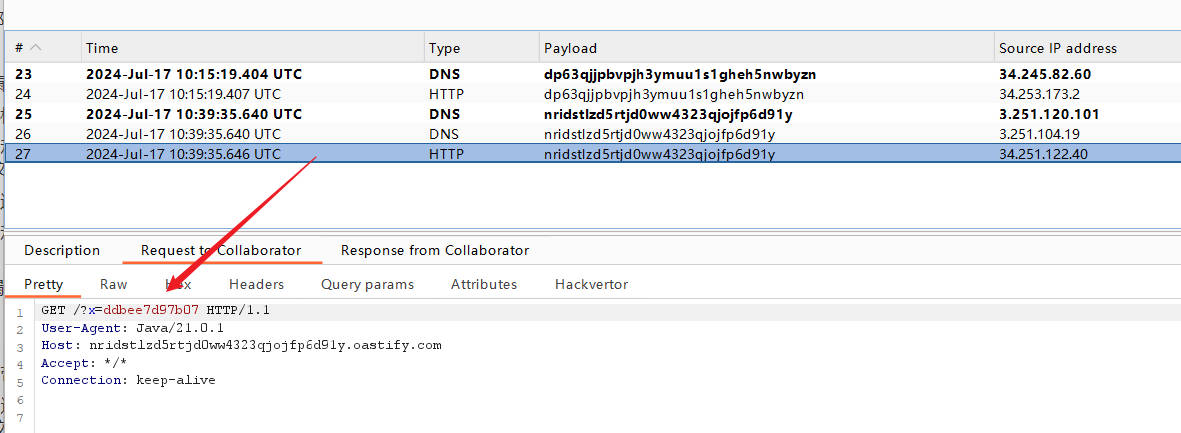 # Time Type Payload Source IP address
23 2024-Jul-17 10:15:19.404 UTC DNS dp63qjjpbvpjh3ymuu1s1gheh5nwbyzn 34.245.82.60
24 2024-Jul-17 10:15:19.407 UTC HTTP dp63qjjpbvpjh3ymuu1s1gheh5nwbyzn 34.253.173.2
25 2024-Jul-17 10:39:35.640 UTC DNS nridstlzd5rtjd0ww4323qjojfp6d91y 3.251.120.101
26 2024-Jul-17 10:39:35.640 UTC DNS nridstlzd5rtjd0ww4323qjojfp6d91y 3.251.104.19
27 2024-Jul-17 10:39:35.646 UTC HTTP nridstlzd5rtjd0ww4323qjojfp6d91y 34.251.122.40
Description Request to Collaborator Response from Collaborator
Pretty Raw Hex Headers Query params Attributes Hackvertor
1 GET /?x=ddbee7d97b07 HTTP/1.1
2 User-Agent: Java/21.0.1
3 Host: nridstlzd5rtjd0ww4323qjojfp6d91y.oastify.com
4 Accept: */*
5 Connection: keep-alive
6
7